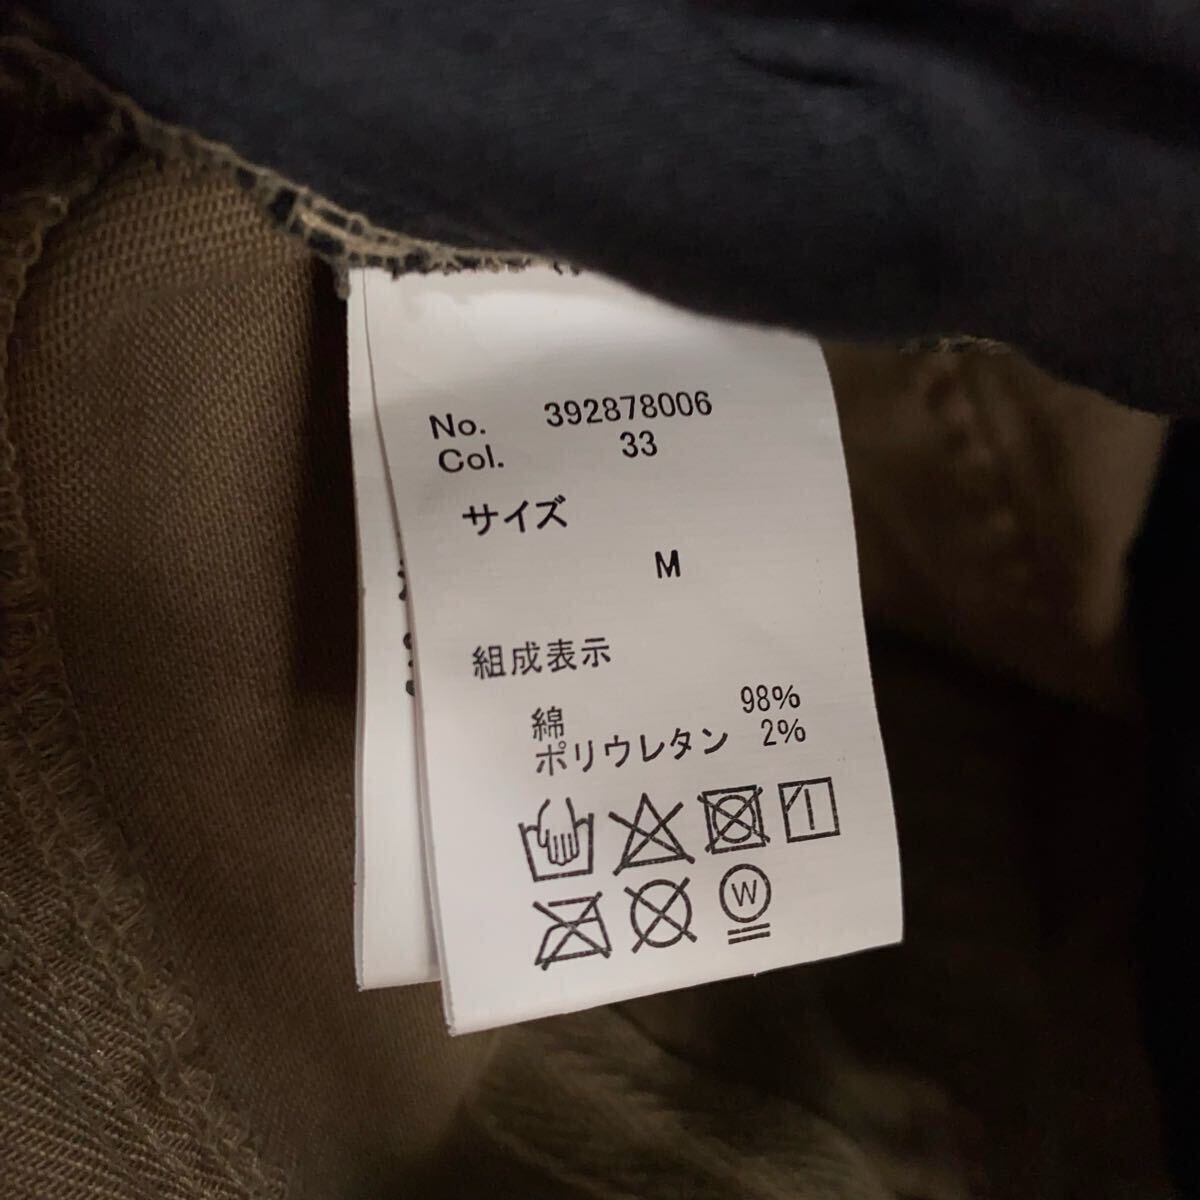 No. 392878006
Col. 33
サイズ
M
組成表示
綿 98%
ポリウレタン 2%
W